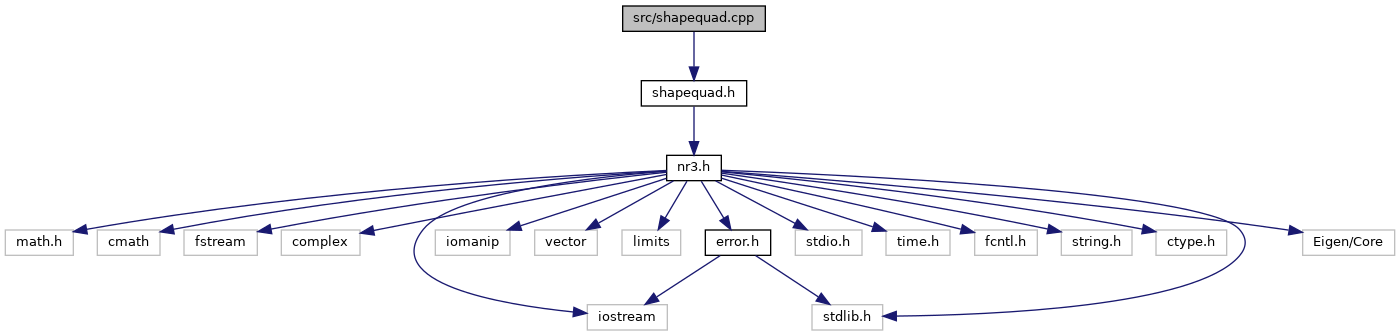 src/shapequad.cpp
shapequad.h
nr3.h
math.h
cmath
fstream
complex
iomanip
vector
limits
error.h
stdio.h
time.h
fcntl.h
string.h
ctype.h
Eigen/Core
iostream
stdlib.h